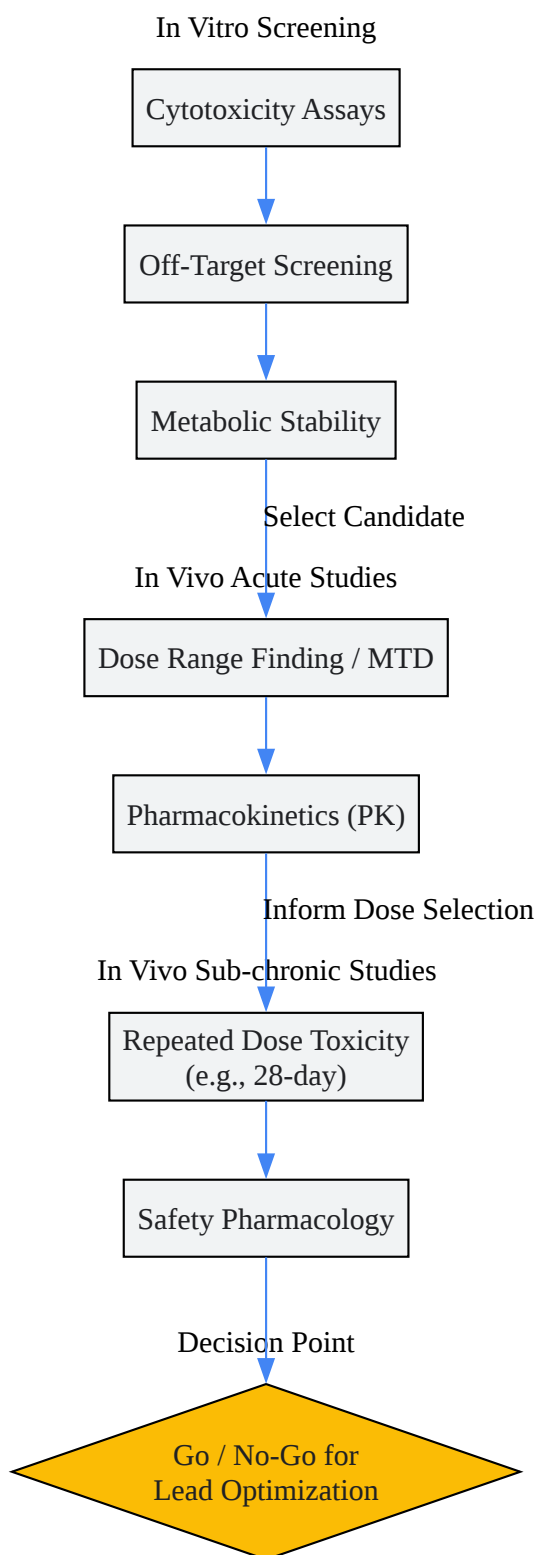 In Vitro Screening
Cytotoxicity Assays
Off-Target Screening
Metabolic Stability
Select Candidate
In Vivo Acute Studies
Dose Range Finding / MTD
Pharmacokinetics (PK)
Inform Dose Selection
In Vivo Sub-chronic Studies
Repeated Dose Toxicity
(e.g., 28-day)
Safety Pharmacology
Decision Point
Go / No-Go for
Lead Optimization